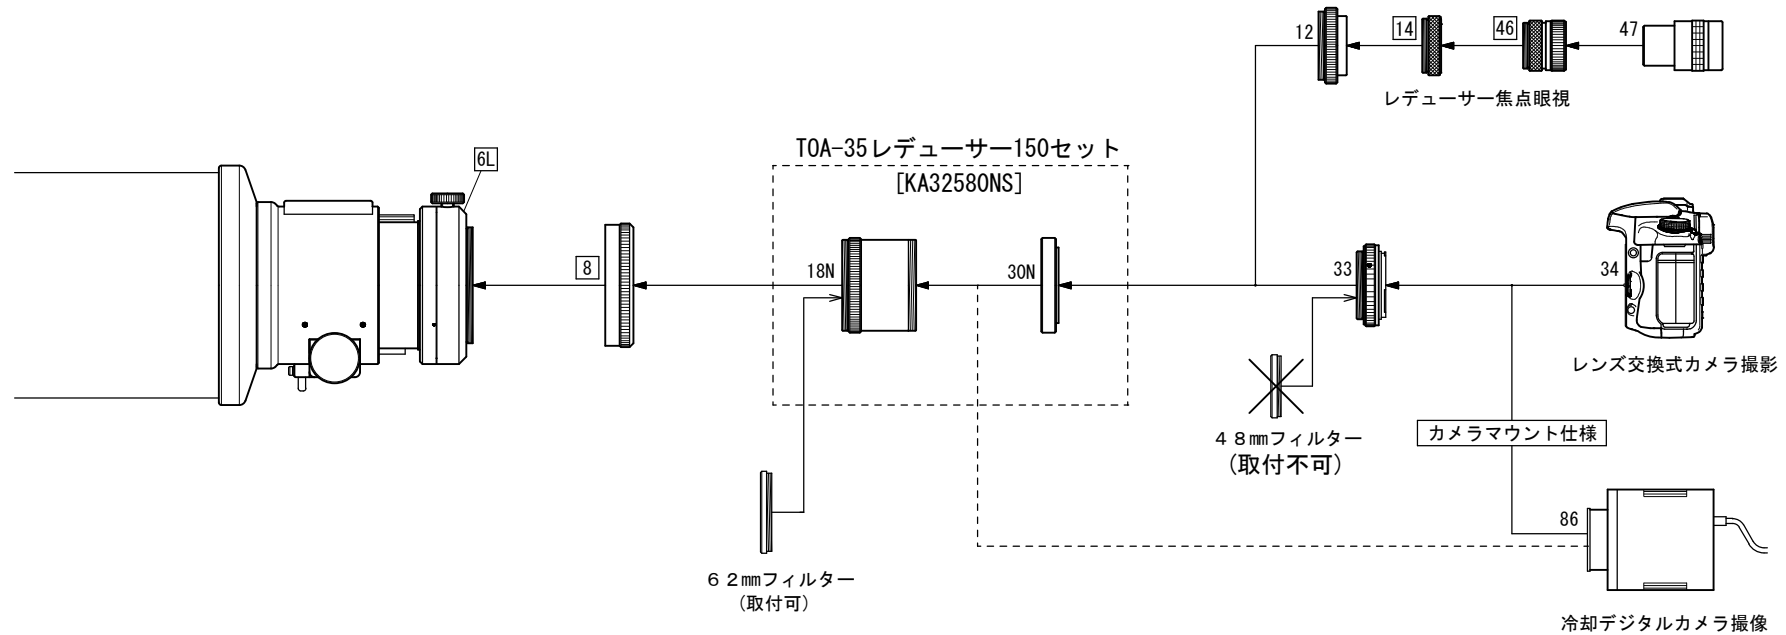 12
14
46
47
レデューサー焦点眼視
TOA-35レデューサー150セット
[KA32580NS]
6L
8
18N
30N
33
34
レンズ交換式カメラ撮影
カメラマウント仕様
48㎜フィルター
(取付不可)
86
62㎜フィルター
(取付可)
冷却デジタルカメラ撮像